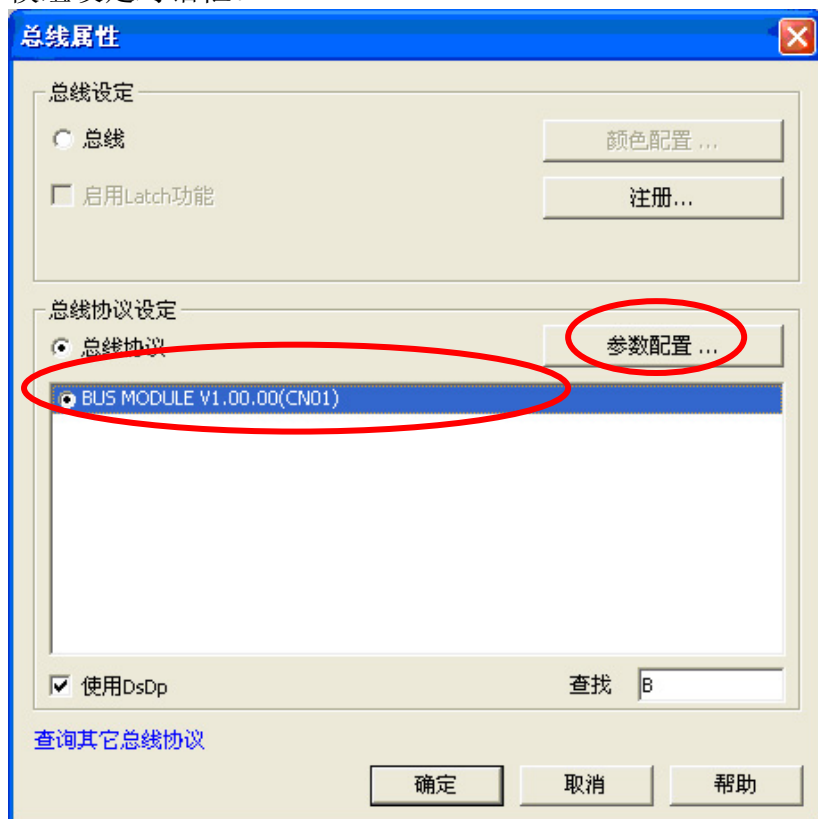 总线属性
总线设定
总线
颜色配置 ...
启用Latch功能
注册...
总线协议设定
总线协议
参数配置 ...
BUS MODULE V1.00.00(CN01)
使用DsDp
查找 B
查询其它总线协议
确定 取消 帮助